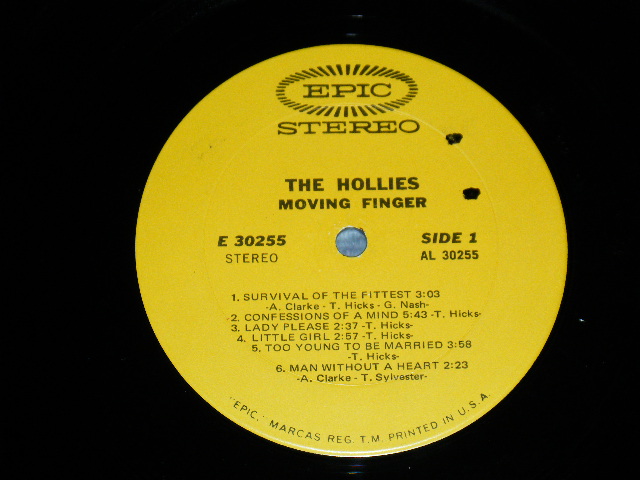 EPIC
STEREO
THE HOLLIES
MOVING FINGER
E 30255 SIDE 1
STEREO AL 30255
1. SURVIVAL OF THE FITTEST 3:03
-A. Clarke - T. Hicks - G. Nash-
2. CONFESSIONS OF A MIND 5:43 -T. Hicks-
3. LADY PLEASE 2:37 -T. Hicks-
4. LITTLE GIRL 2:57 -T. Hicks-
5. TOO YOUNG TO BE MARRIED 3:58
-T. Hicks-
6. MAN WITHOUT A HEART 2:23
-A. Clarke - T. Sylvester-
"EPIC," MARCAS REG. T.M. PRINTED IN U.S.A.